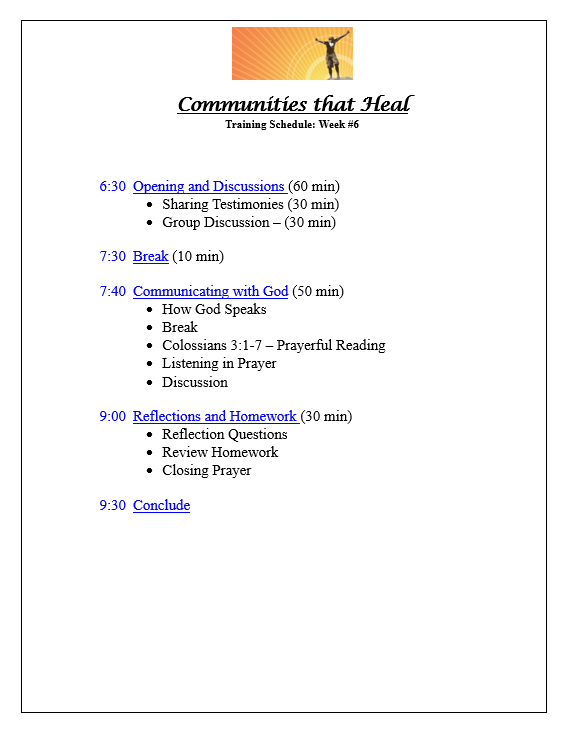 Communities that Heal
Training Schedule: Week #6
6:30 Opening and Discussions (60 min)
• Sharing Testimonies (30 min)
• Group Discussion – (30 min)
7:30 Break (10 min)
7:40 Communicating with God (50 min)
• How God Speaks
• Break
• Colossians 3:1-7 – Prayerful Reading
• Listening in Prayer
• Discussion
9:00 Reflections and Homework (30 min)
• Reflection Questions
• Review Homework
• Closing Prayer
9:30 Conclude